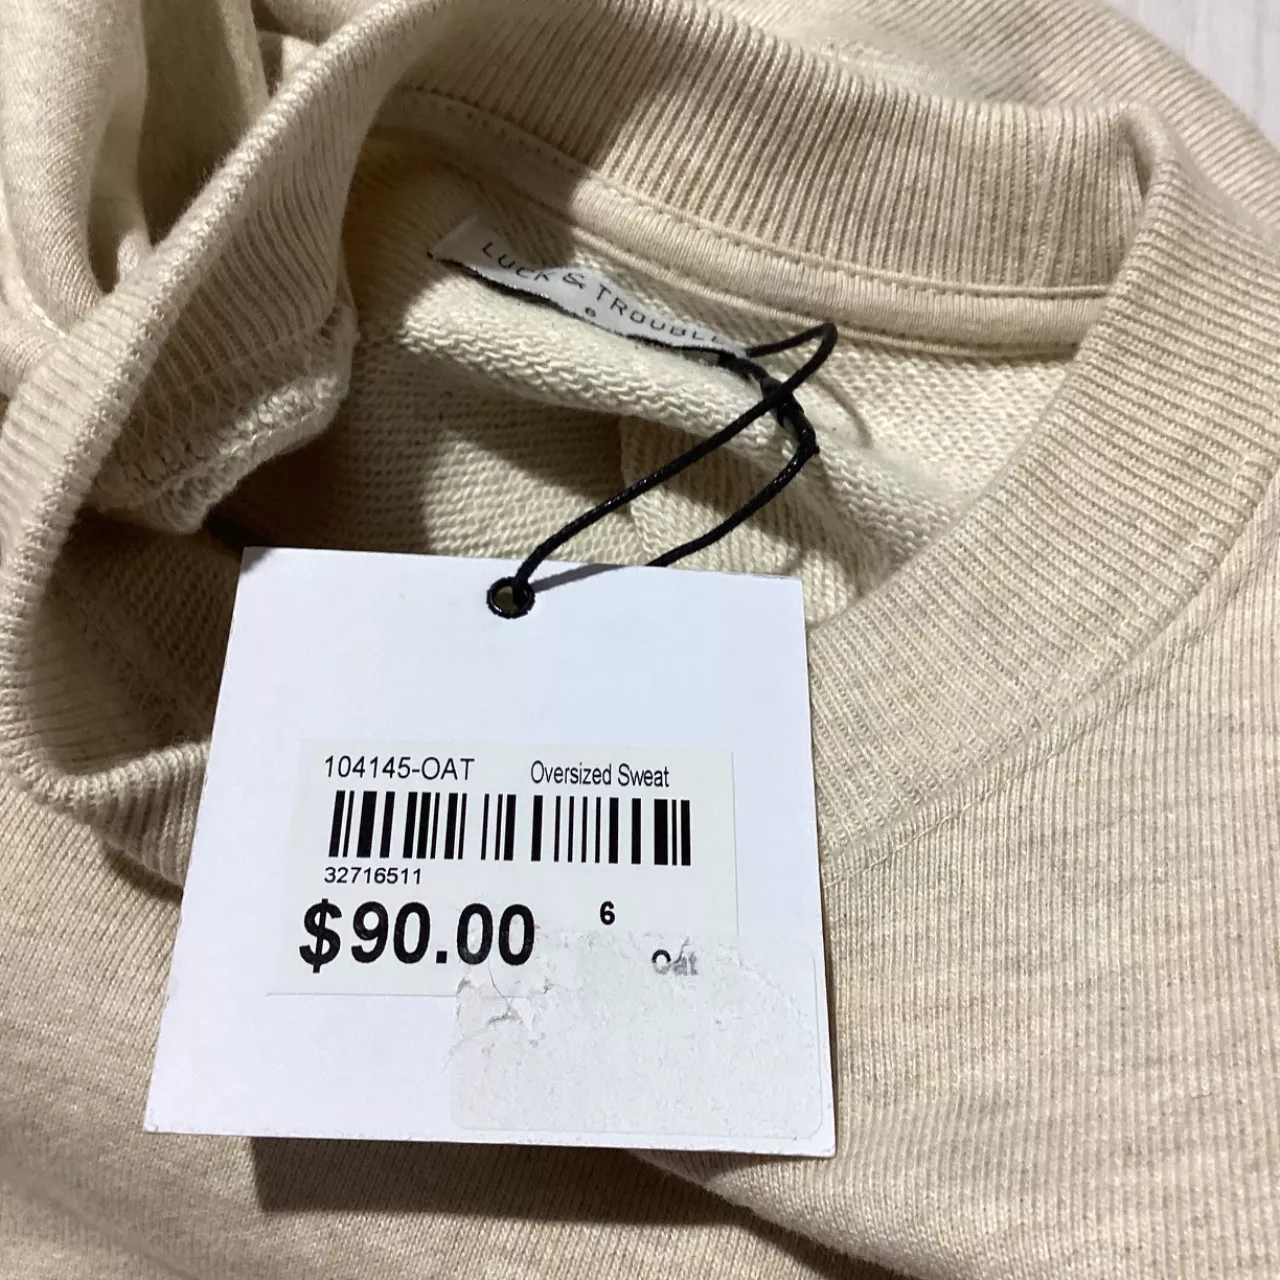 LUCK & TROUBLE
6
104145-OAT Oversized Sweat
32716511
$90.00 6
Oat